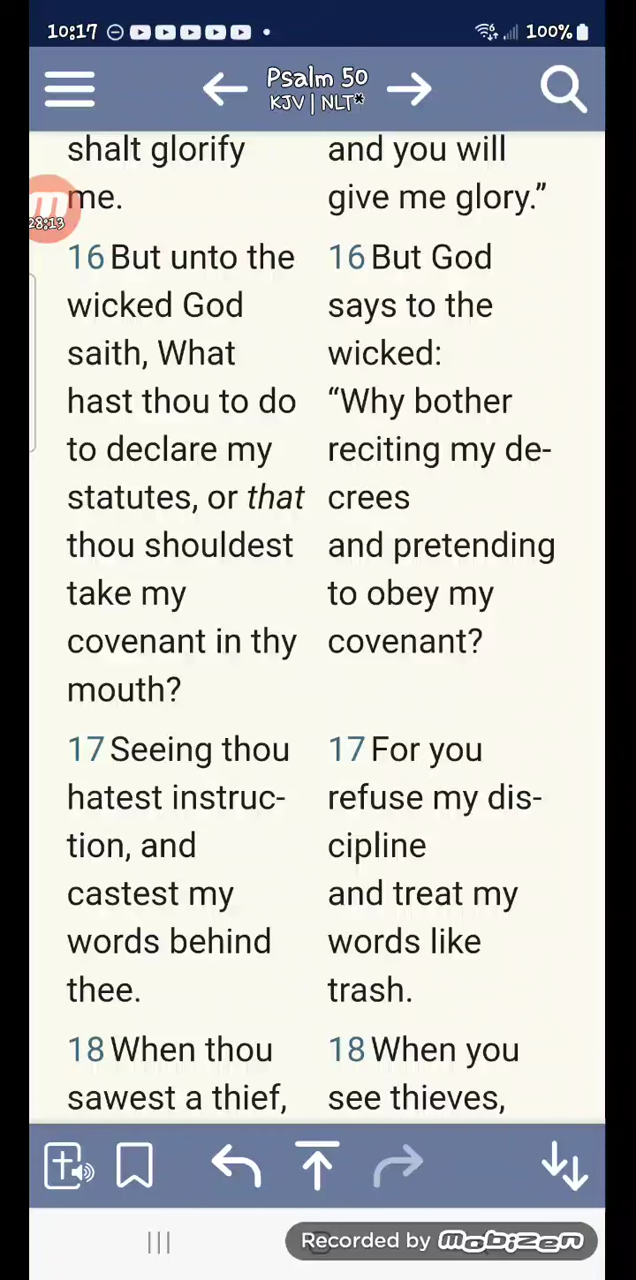 10:17
100%
Psalm 50
KJV | NLT*
shalt glorify
me.
28:13
16 But unto the
wicked God
saith, What
hast thou to do
to declare my
statutes, or that
thou shouldest
take my
covenant in thy
mouth?
17 Seeing thou
hatest instruc-
tion, and
castest my
words behind
thee.
18 When thou
sawest a thief,
and you will
give me glory.”
16 But God
says to the
wicked:
“Why bother
reciting my de-
crees
and pretending
to obey my
covenant?
17 For you
refuse my dis-
cipline
and treat my
words like
trash.
18 When you
see thieves,
Recorded by mobizen